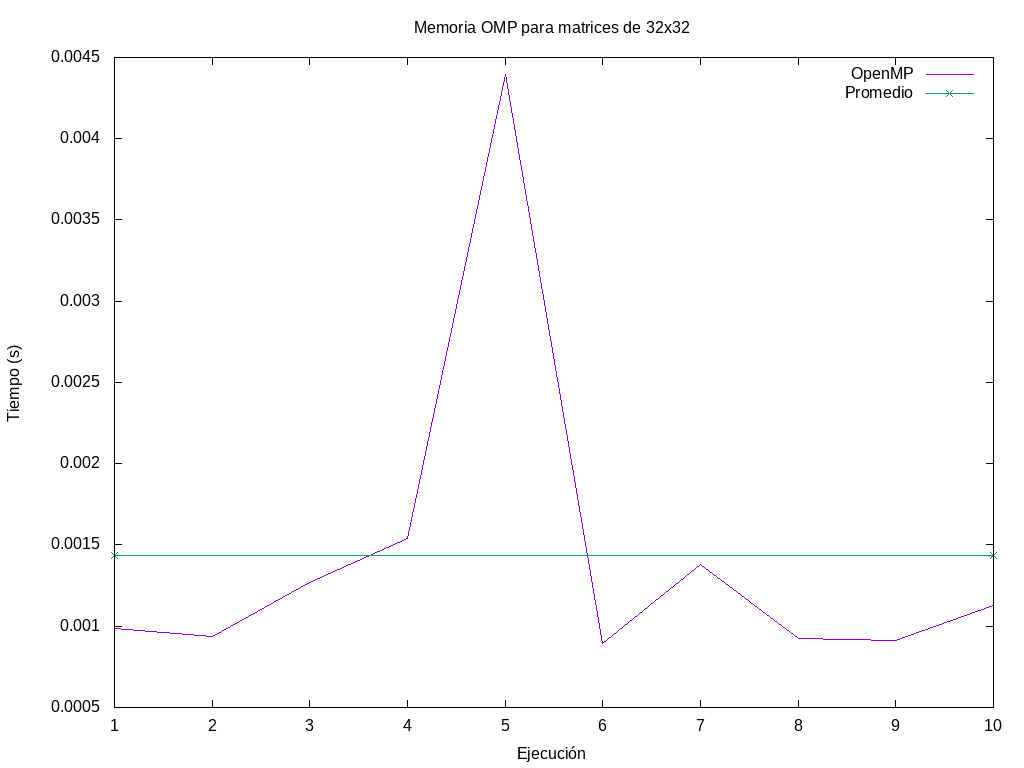 Memoria OMP para matrices de 32x32
OpenMP
Promedio
Tiempo (s)
0.0045
0.004
0.0035
0.003
0.0025
0.002
0.0015
0.001
0.0005
1 2 3 4 5 6 7 8 9 10
Ejecución